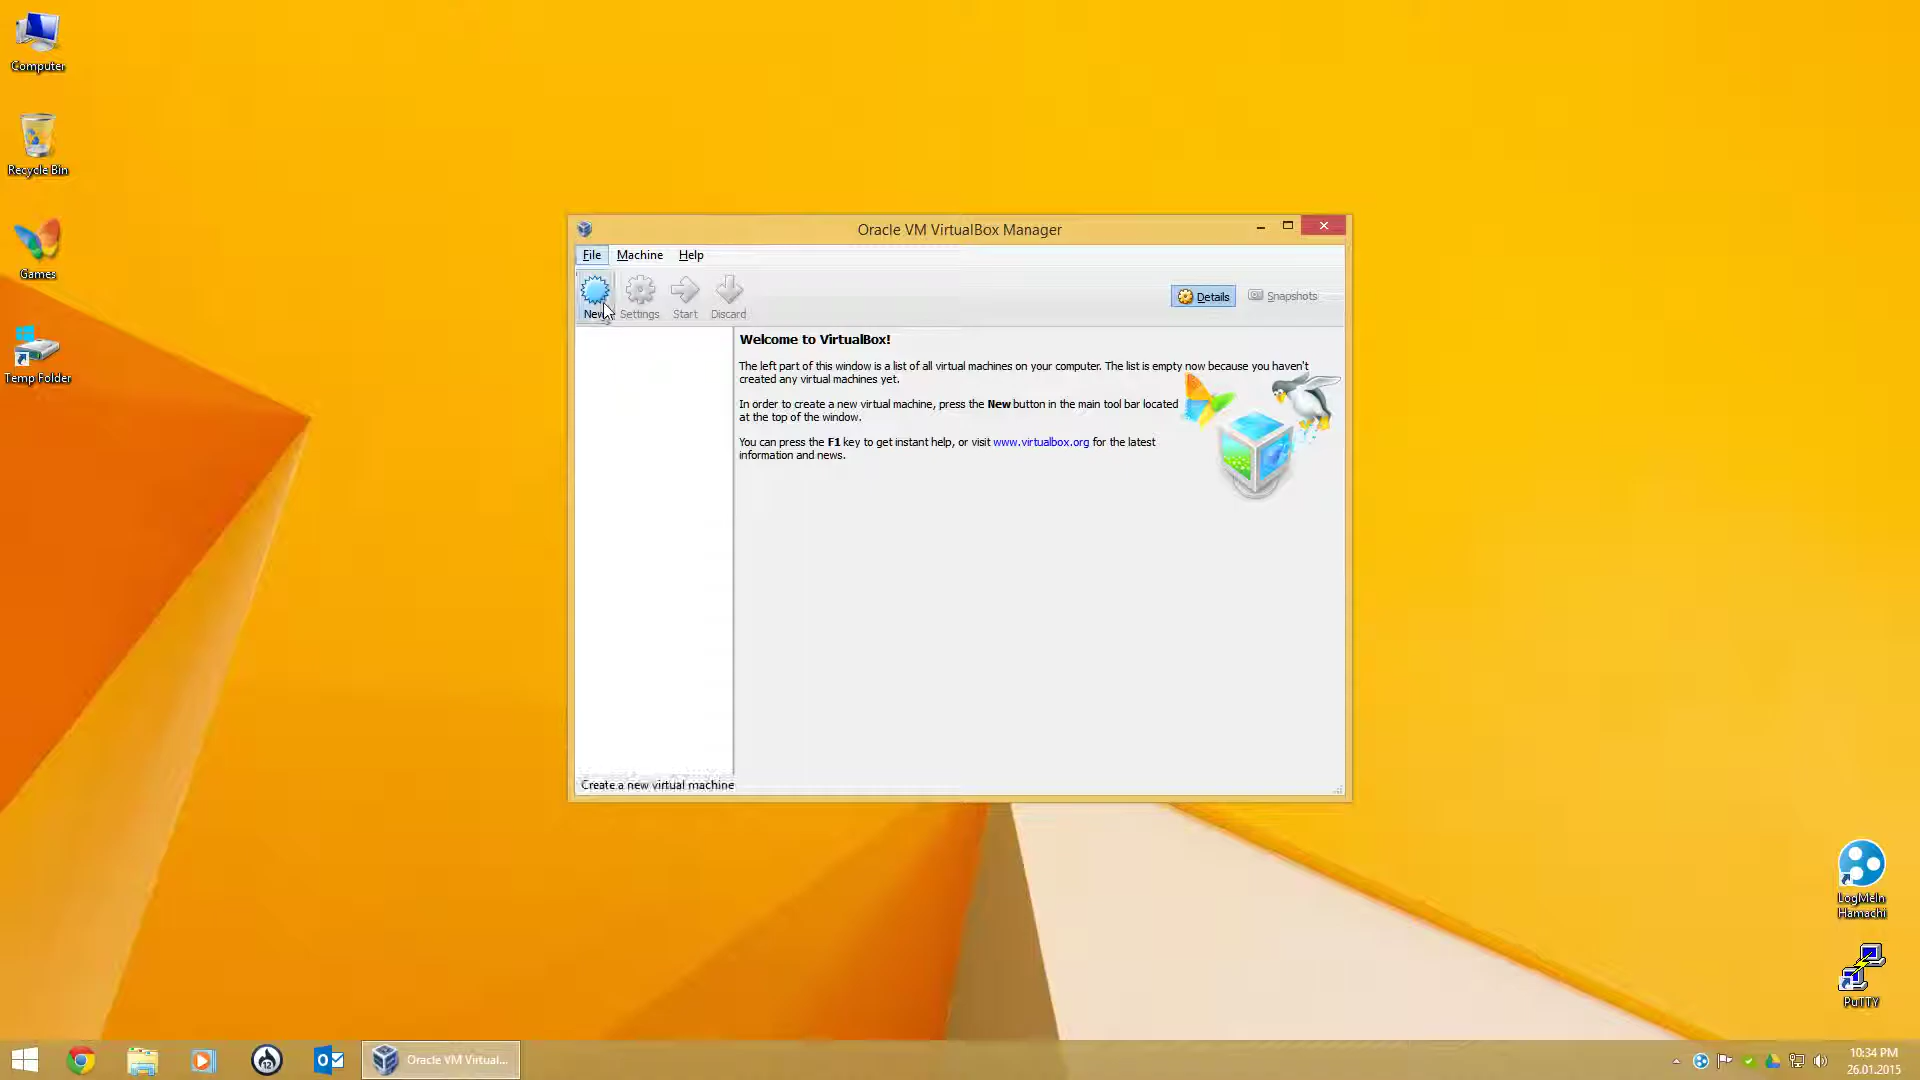 Computer
Recycle Bin
Games
Temp Folder
Oracle VM VirtualBox Manager
File Machine Help
New Settings Start Discard
Details Snapshots
Welcome to VirtualBox!
The left part of this window is a list of all virtual machines on your computer. The list is empty now because you haven't
created any virtual machines yet.
In order to create a new virtual machine, press the New button in the main tool bar located
at the top of the window.
You can press the F1 key to get instant help, or visit www.virtualbox.org for the latest
information and news.
Create a new virtual machine
LogMeIn
Hamachi
PuTTY
12
Oracle VM Virtual...
10:34 PM
26.01.2015